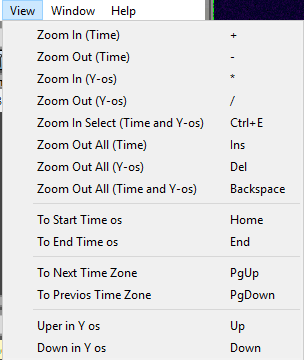 View Window Help
Zoom In (Time) +
Zoom Out (Time) -
Zoom In (Y-os) *
Zoom Out (Y-os) /
Zoom In Select (Time and Y-os) Ctrl+E
Zoom Out All (Time) Ins
Zoom Out All (Y-os) Del
Zoom Out All (Time and Y-os) Backspace
To Start Time os Home
To End Time os End
To Next Time Zone PgUp
To Previos Time Zone PgDown
Uper in Y os Up
Down in Y os Down